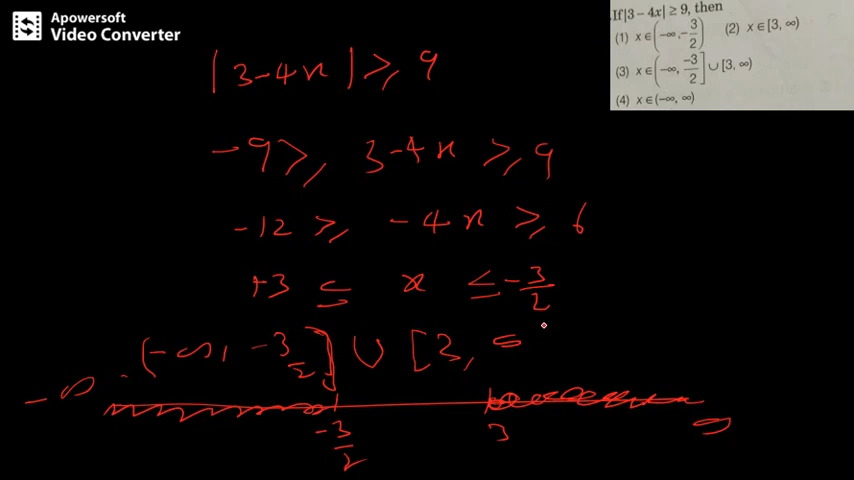 Apowersoft
Video Converter
If |3 – 4x| ≥ 9, then
(1) x ∈ (–∞, –3/2) (2) x ∈ [3, ∞)
(3) x ∈ (–∞, –3/2] ∪ [3, ∞)
(4) x ∈ (–∞, ∞)
|3-4x| ≥ 9
-9 ≥ 3-4x ≥ 9
-12 ≥ -4x ≥ 6
+3 ≤ x ≤ -3/2
(-∞, -3/2] ∪ [3, ∞
-∞ -3/2 3 ∞